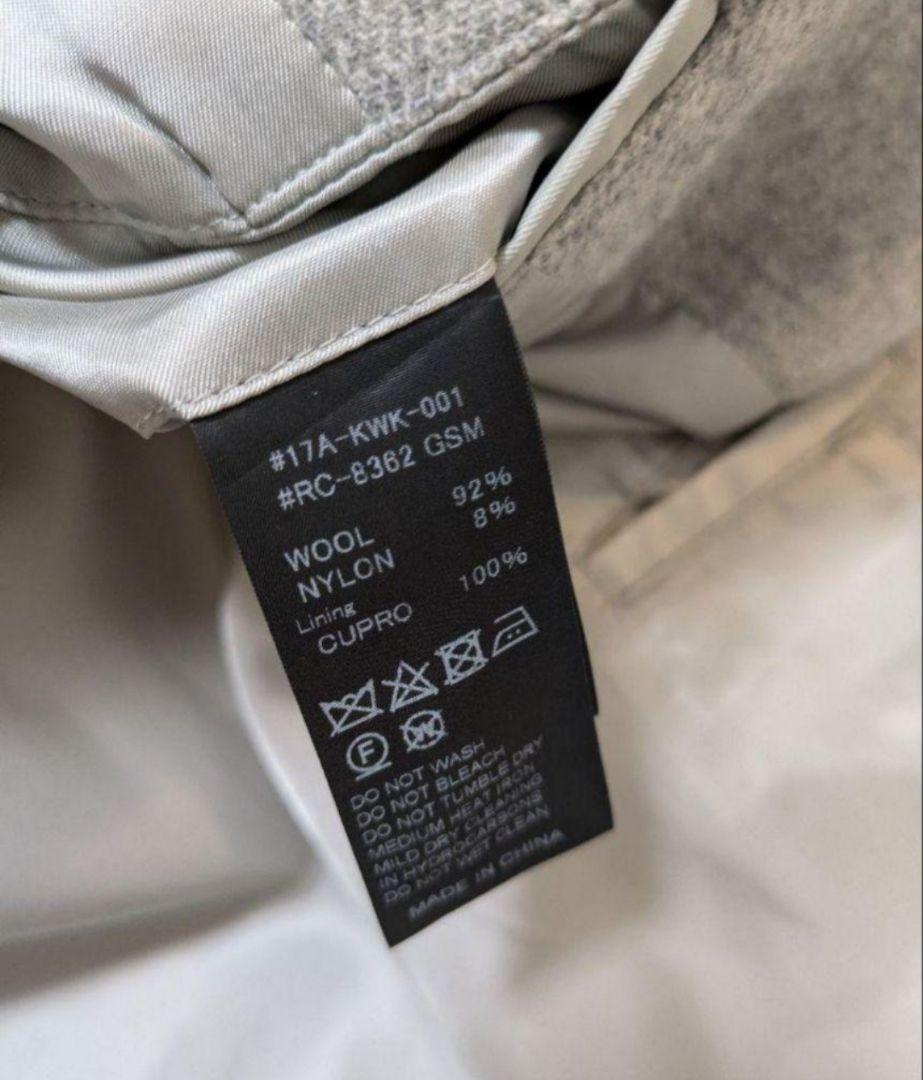 #17A-KWK-001
#RC-8362 GSM
WOOL 92%
NYLON 8%
Lining
CUPRO 100%
F W
DO NOT WASH
DO NOT BLEACH
DO NOT TUMBLE DRY
MEDIUM HEAT IRON
MILD DRY CLEANING
IN HYDROCARBONS
DO NOT WET CLEAN
MADE IN CHINA